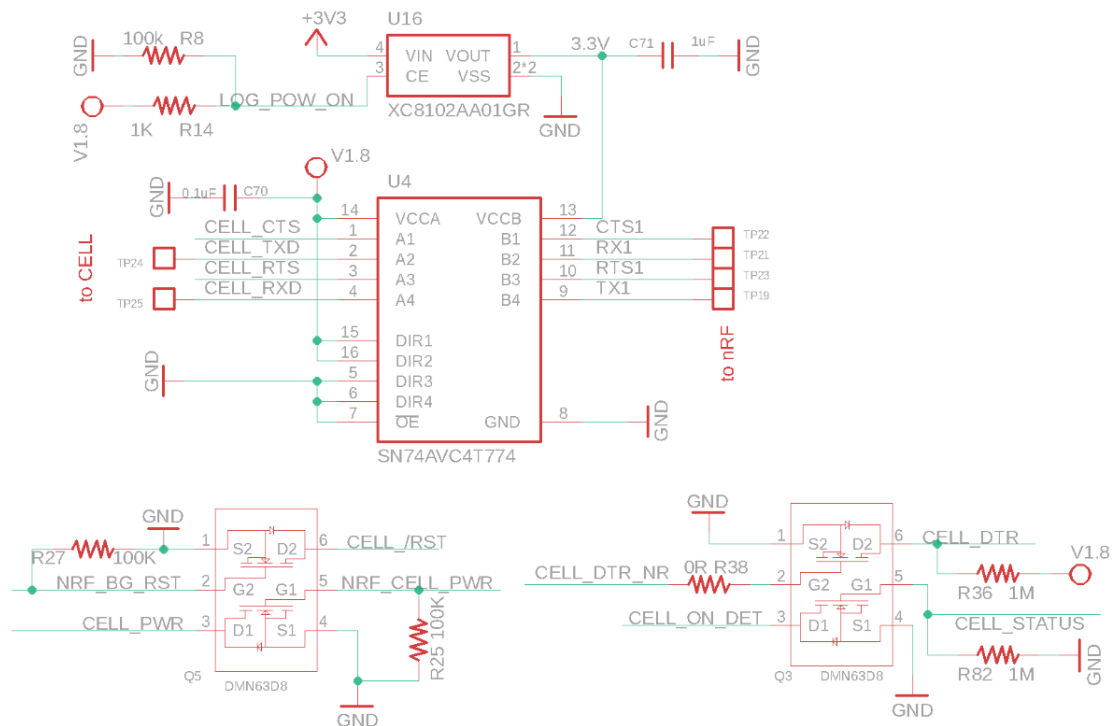 +3V3
U16
GND
100k R8
4 VIN VOUT 1
3.3V
C71 1uF
GND
3 CE VSS 2*2
LOG_POW_ON
XC8102AA01GR
V1.8
1K R14
GND
V1.8
U4
GND
0.1uF C70
14 VCCA VCCB 13
CELL_CTS 1 A1 B1 12 CTS1 TP22
to CELL
TP24 CELL_TXD 2 A2 B2 11 RX1 TP21
CELL_RTS 3 A3 B3 10 RTS1 TP23
TP25 CELL_RXD 4 A4 B4 9 TX1 TP19
15 DIR1
16 DIR2
to nRF
GND
5 DIR3
6 DIR4
7 OE GND 8
GND
SN74AVC4T774
GND
R27 100K
1 S2 D2 6 CELL_/RST
NRF_BG_RST 2 G2 G1 5 NRF_CELL_PWR
CELL_PWR 3 D1 S1 4
R25 100K
Q5 DMN63D8
GND
GND
1 S2 D2 6 CELL_DTR
V1.8
CELL_DTR_NR 0R R38 2 G2 G1 5
R36 1M
CELL_ON_DET 3 D1 S1 4
CELL_STATUS
R82 1M
GND
Q3 DMN63D8
GND